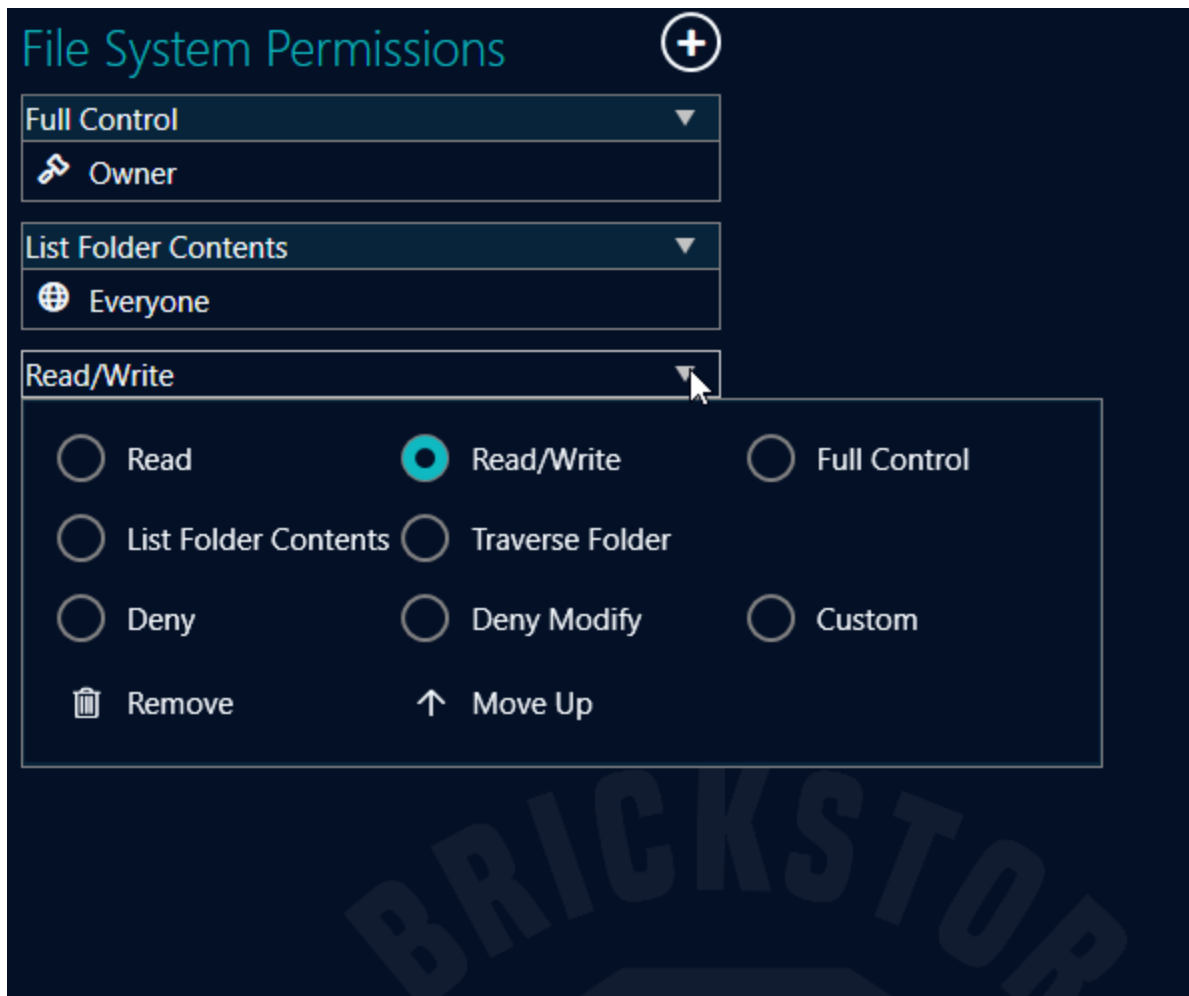 File System Permissions
Full Control
Owner
List Folder Contents
Everyone
Read/Write
Read Read/Write Full Control
List Folder Contents Traverse Folder
Deny Deny Modify Custom
Remove Move Up
BRICKSTOR